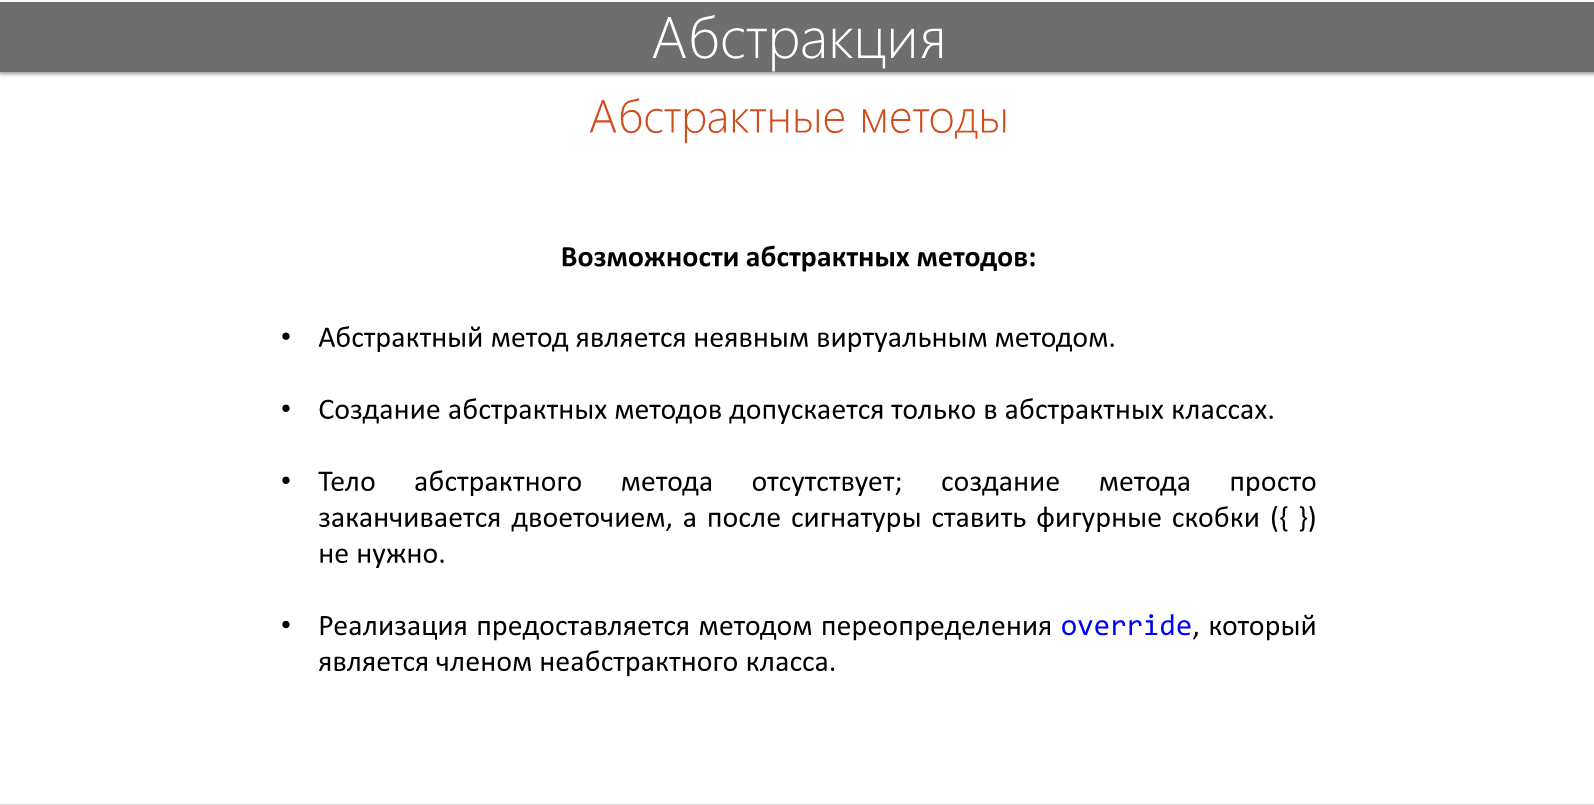 Абстракция
Абстрактные методы
Возможности абстрактных методов:
• Абстрактный метод является неявным виртуальным методом.
• Создание абстрактных методов допускается только в абстрактных классах.
• Тело абстрактного метода отсутствует; создание метода просто
заканчивается двоеточием, а после сигнатуры ставить фигурные скобки ({ })
не нужно.
• Реализация предоставляется методом переопределения override, который
является членом неабстрактного класса.